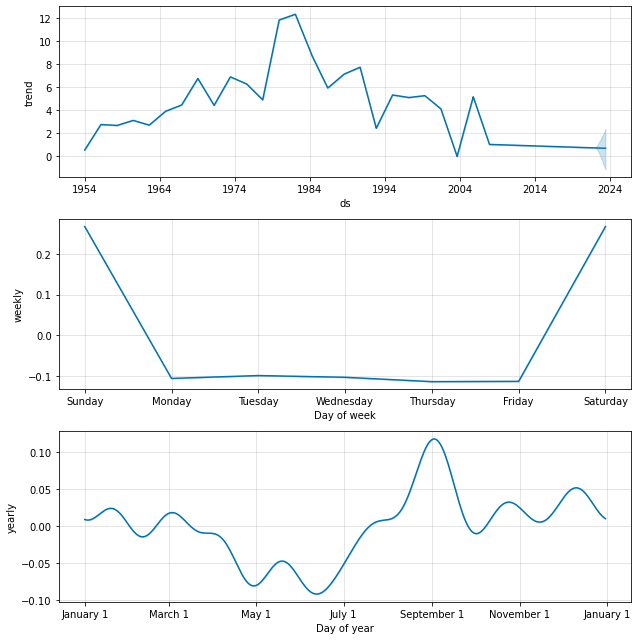 12
10
8
6
4
2
0
trend
1954 1964 1974 1984 1994 2004 2014 2024
ds
0.2
0.1
0.0
−0.1
weekly
Sunday Monday Tuesday Wednesday Thursday Friday Saturday
Day of week
0.10
0.05
0.00
−0.05
−0.10
yearly
January 1 March 1 May 1 July 1 September 1 November 1 January 1
Day of year